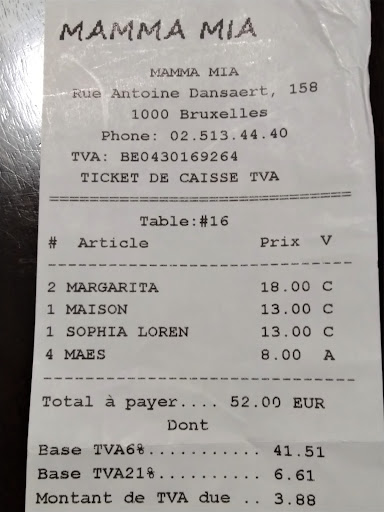 MAMMA MIA
MAMMA MIA
Rue Antoine Dansaert, 158
1000 Bruxelles
Phone: 02.513.44.40
TVA: BE0430169264
TICKET DE CAISSE TVA
==================================
Table:#16
# Article Prix V
----------------------------------
2 MARGARITA 18.00 C
1 MAISON 13.00 C
1 SOPHIA LOREN 13.00 C
4 MAES 8.00 A
----------------------------------
Total à payer.... 52.00 EUR
Dont
Base TVA6%........... 41.51
Base TVA21%.......... 6.61
Montant de TVA due .. 3.88